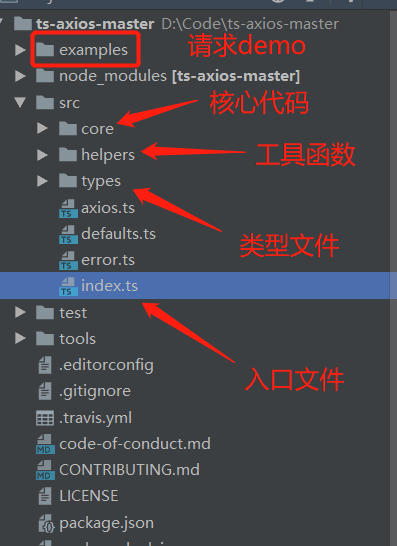 ts-axios-master D:\Code\ts-axios-master
examples 请求demo
node_modules [ts-axios-master]
src 核心代码
core
helpers 工具函数
types
axios.ts
defaults.ts 类型文件
error.ts
index.ts
test
tools
.editorconfig 入口文件
.gitignore
.travis.yml
code-of-conduct.md
CONTRIBUTING.md
LICENSE
package.json